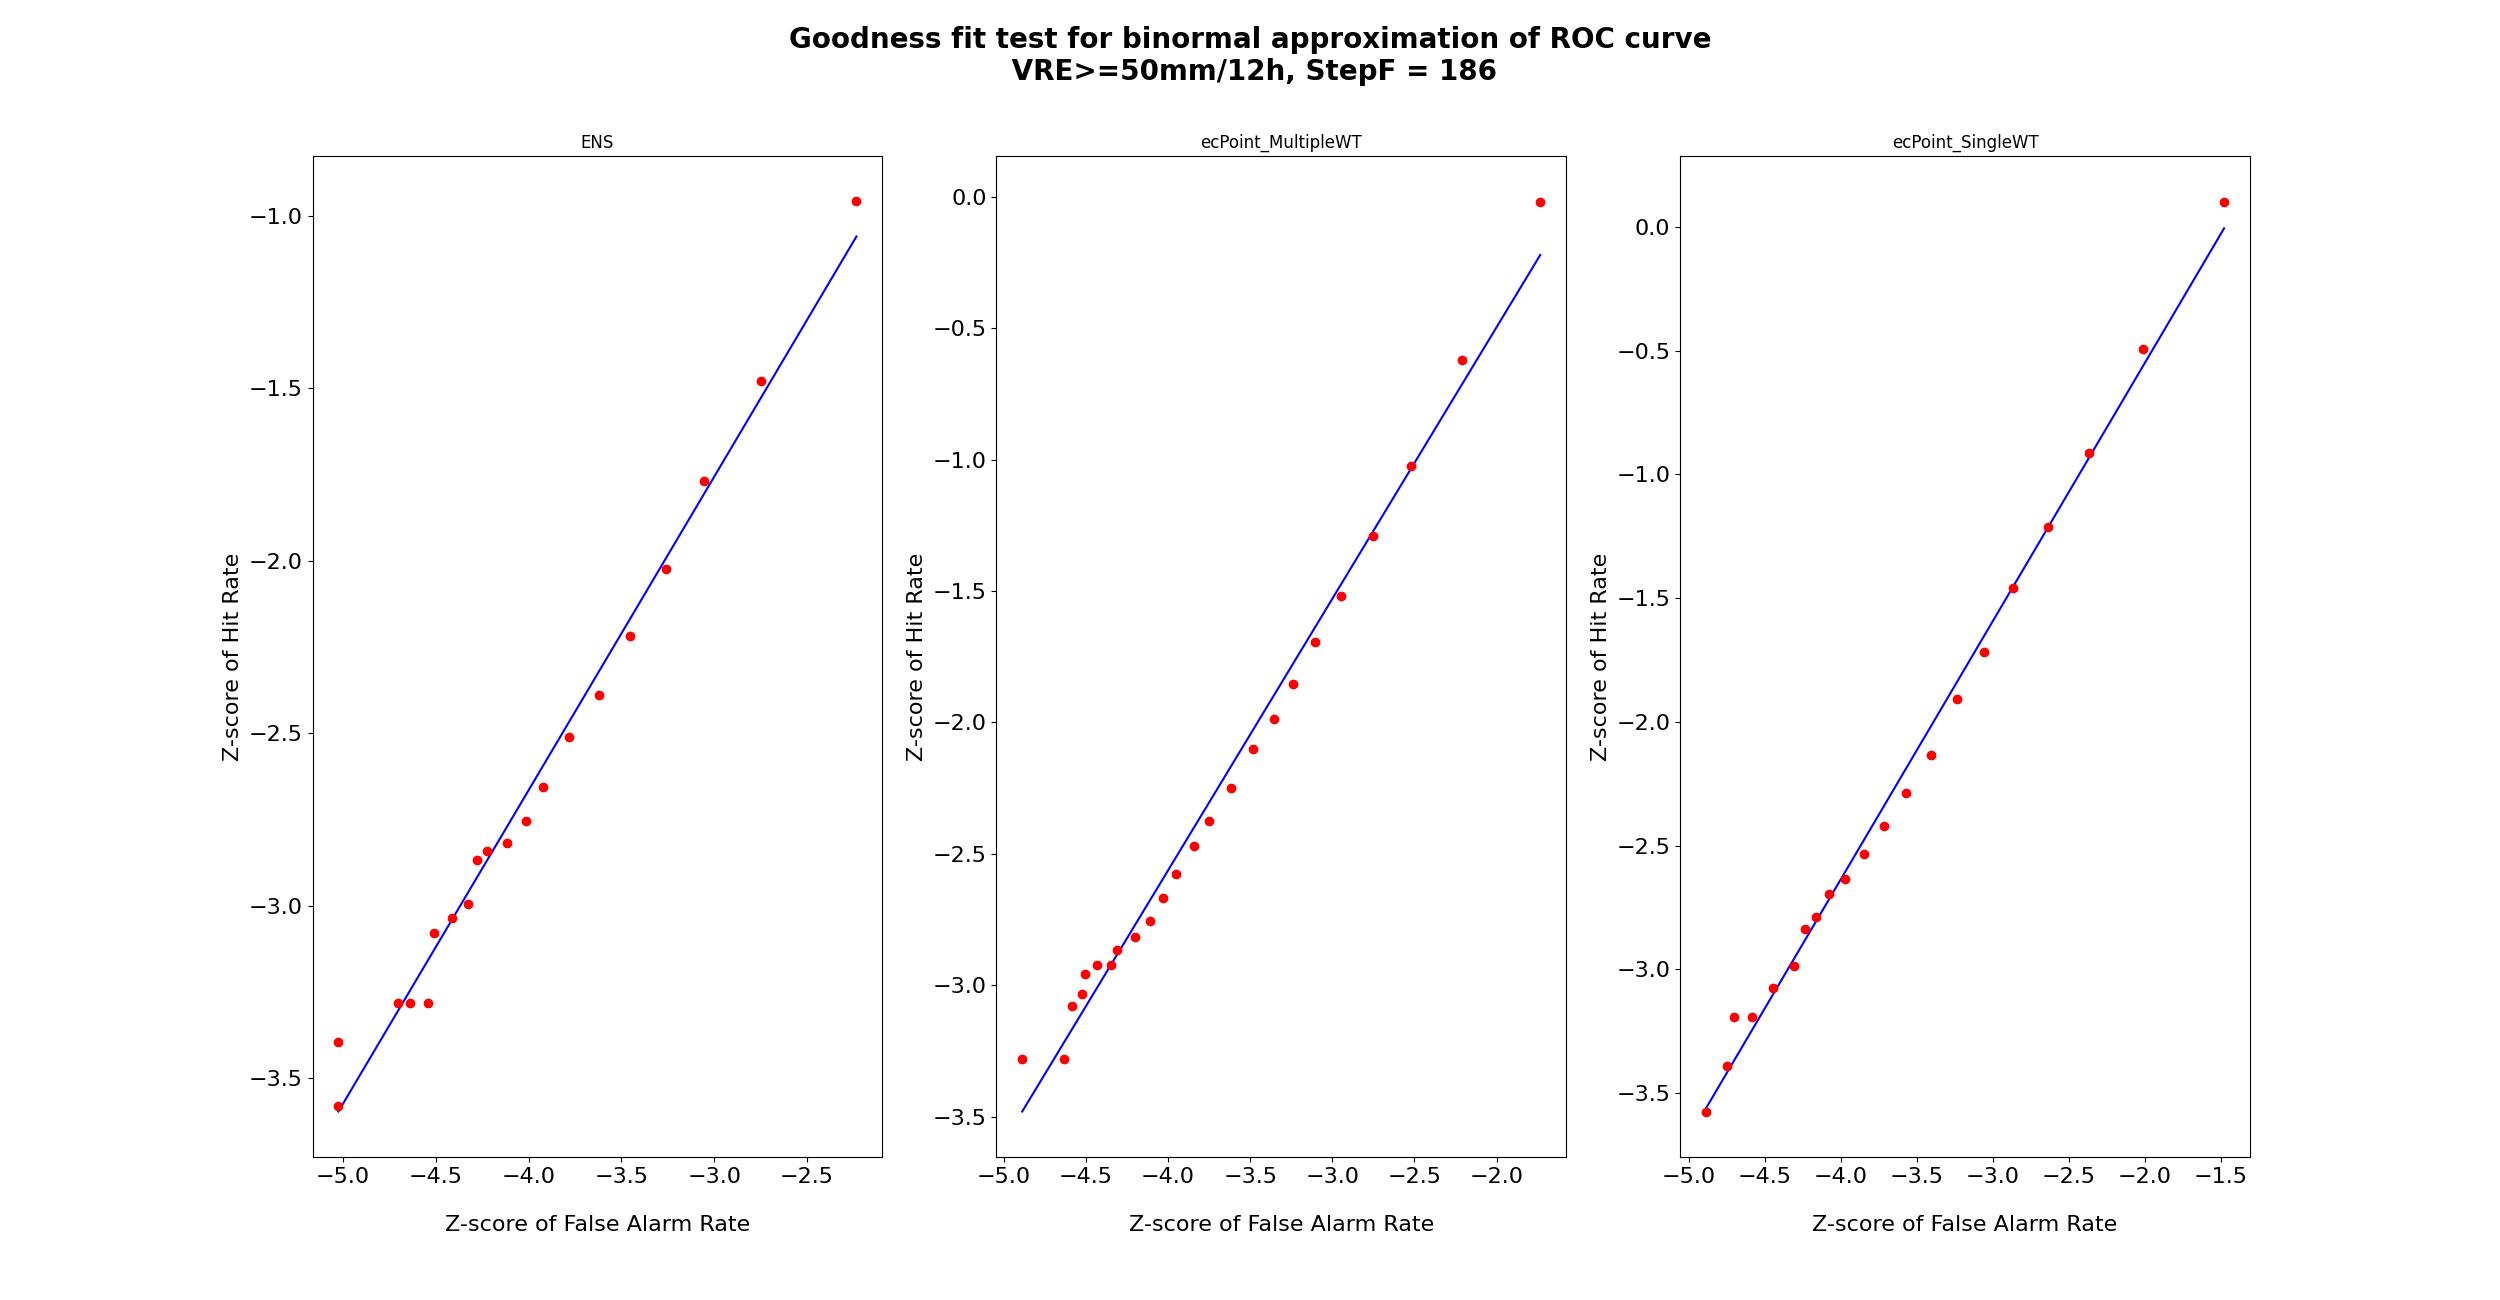 Goodness fit test for binormal approximation of ROC curve
VRE>=50mm/12h, StepF = 186
ENS
−1.0
−1.5
−2.0
−2.5
−3.0
−3.5
Z-score of Hit Rate
−5.0 −4.5 −4.0 −3.5 −3.0 −2.5
Z-score of False Alarm Rate
ecPoint_MultipleWT
0.0
−0.5
−1.0
−1.5
−2.0
−2.5
−3.0
−3.5
Z-score of Hit Rate
−5.0 −4.5 −4.0 −3.5 −3.0 −2.5 −2.0
Z-score of False Alarm Rate
ecPoint_SingleWT
0.0
−0.5
−1.0
−1.5
−2.0
−2.5
−3.0
−3.5
Z-score of Hit Rate
−5.0 −4.5 −4.0 −3.5 −3.0 −2.5 −2.0 −1.5
Z-score of False Alarm Rate